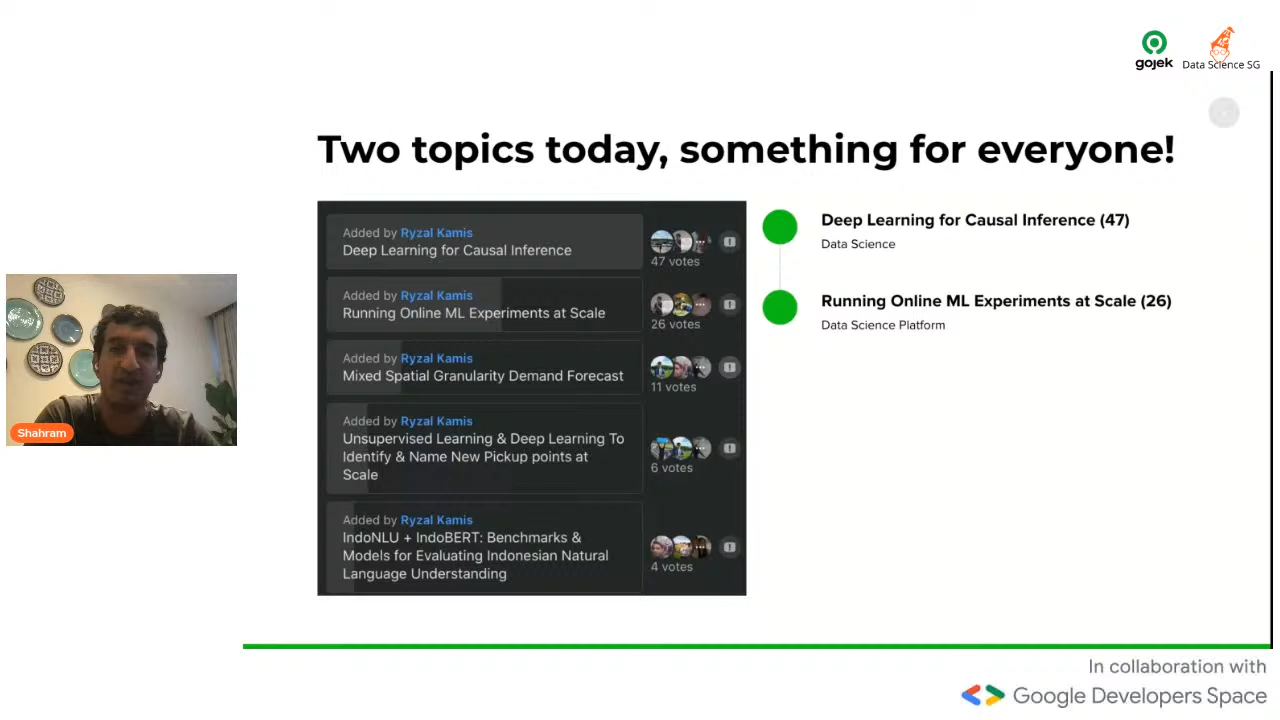 gojek
Data Science SG
Two topics today, something for everyone!
Added by Ryzal Kamis
Deep Learning for Causal Inference
47 votes
Added by Ryzal Kamis
Running Online ML Experiments at Scale
26 votes
Added by Ryzal Kamis
Mixed Spatial Granularity Demand Forecast
11 votes
Added by Ryzal Kamis
Unsupervised Learning & Deep Learning To
Identify & Name New Pickup points at
Scale
6 votes
Added by Ryzal Kamis
IndoNLU + IndoBERT: Benchmarks &
Models for Evaluating Indonesian Natural
Language Understanding
4 votes
Deep Learning for Causal Inference (47)
Data Science
Running Online ML Experiments at Scale (26)
Data Science Platform
Shahram
In collaboration with
Google Developers Space